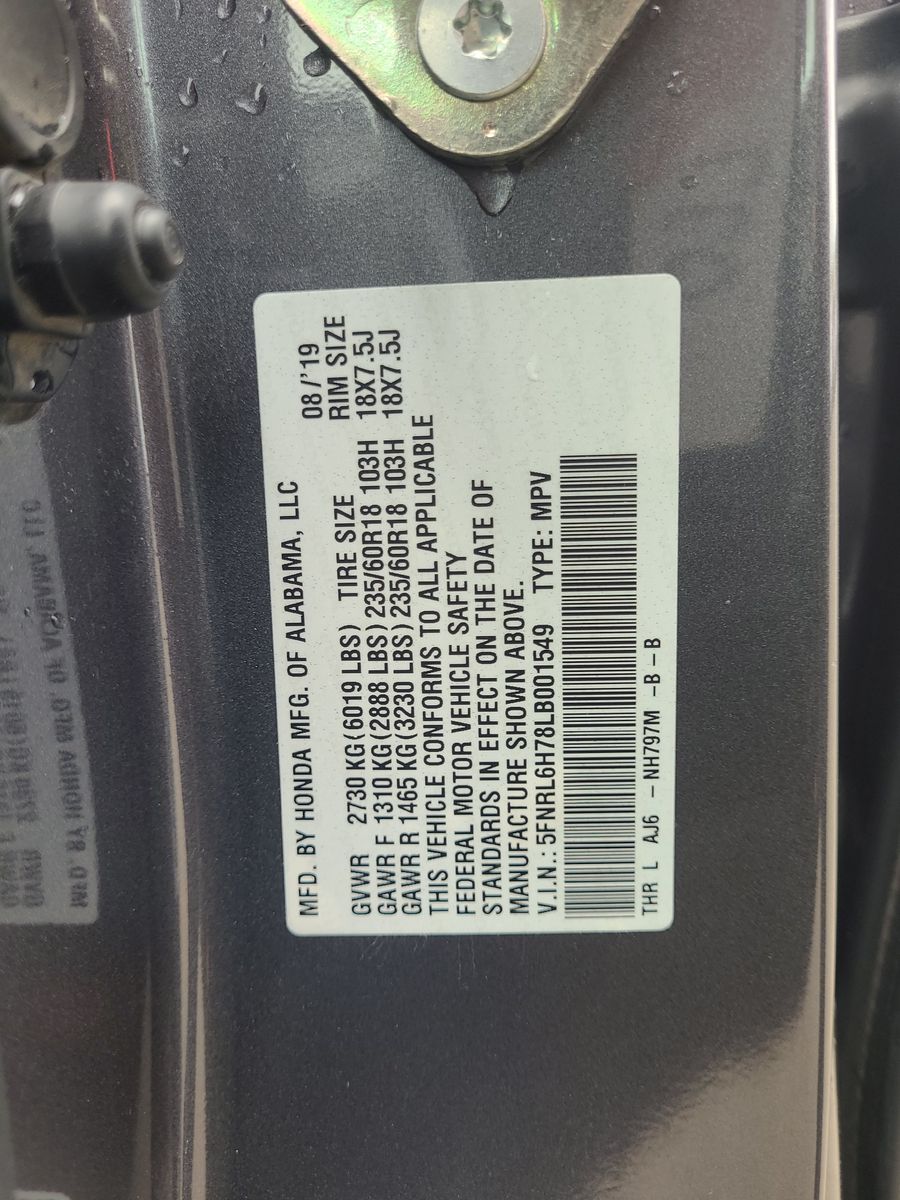 MFD. BY HONDA MFG. OF ALABAMA, LLC 08/'19
GVWR 2730 KG(6019 LBS) TIRE SIZE RIM SIZE
GAWR F 1310 KG(2888 LBS) 235/60R18 103H 18X7.5J
GAWR R 1465 KG(3230 LBS) 235/60R18 103H 18X7.5J
THIS VEHICLE CONFORMS TO ALL APPLICABLE
FEDERAL MOTOR VEHICLE SAFETY
STANDARDS IN EFFECT ON THE DATE OF
MANUFACTURE SHOWN ABOVE.
V.I.N.: 5FNRL6H78LB001549 TYPE: MPV
THR L AJ6 -NH797M -B-B